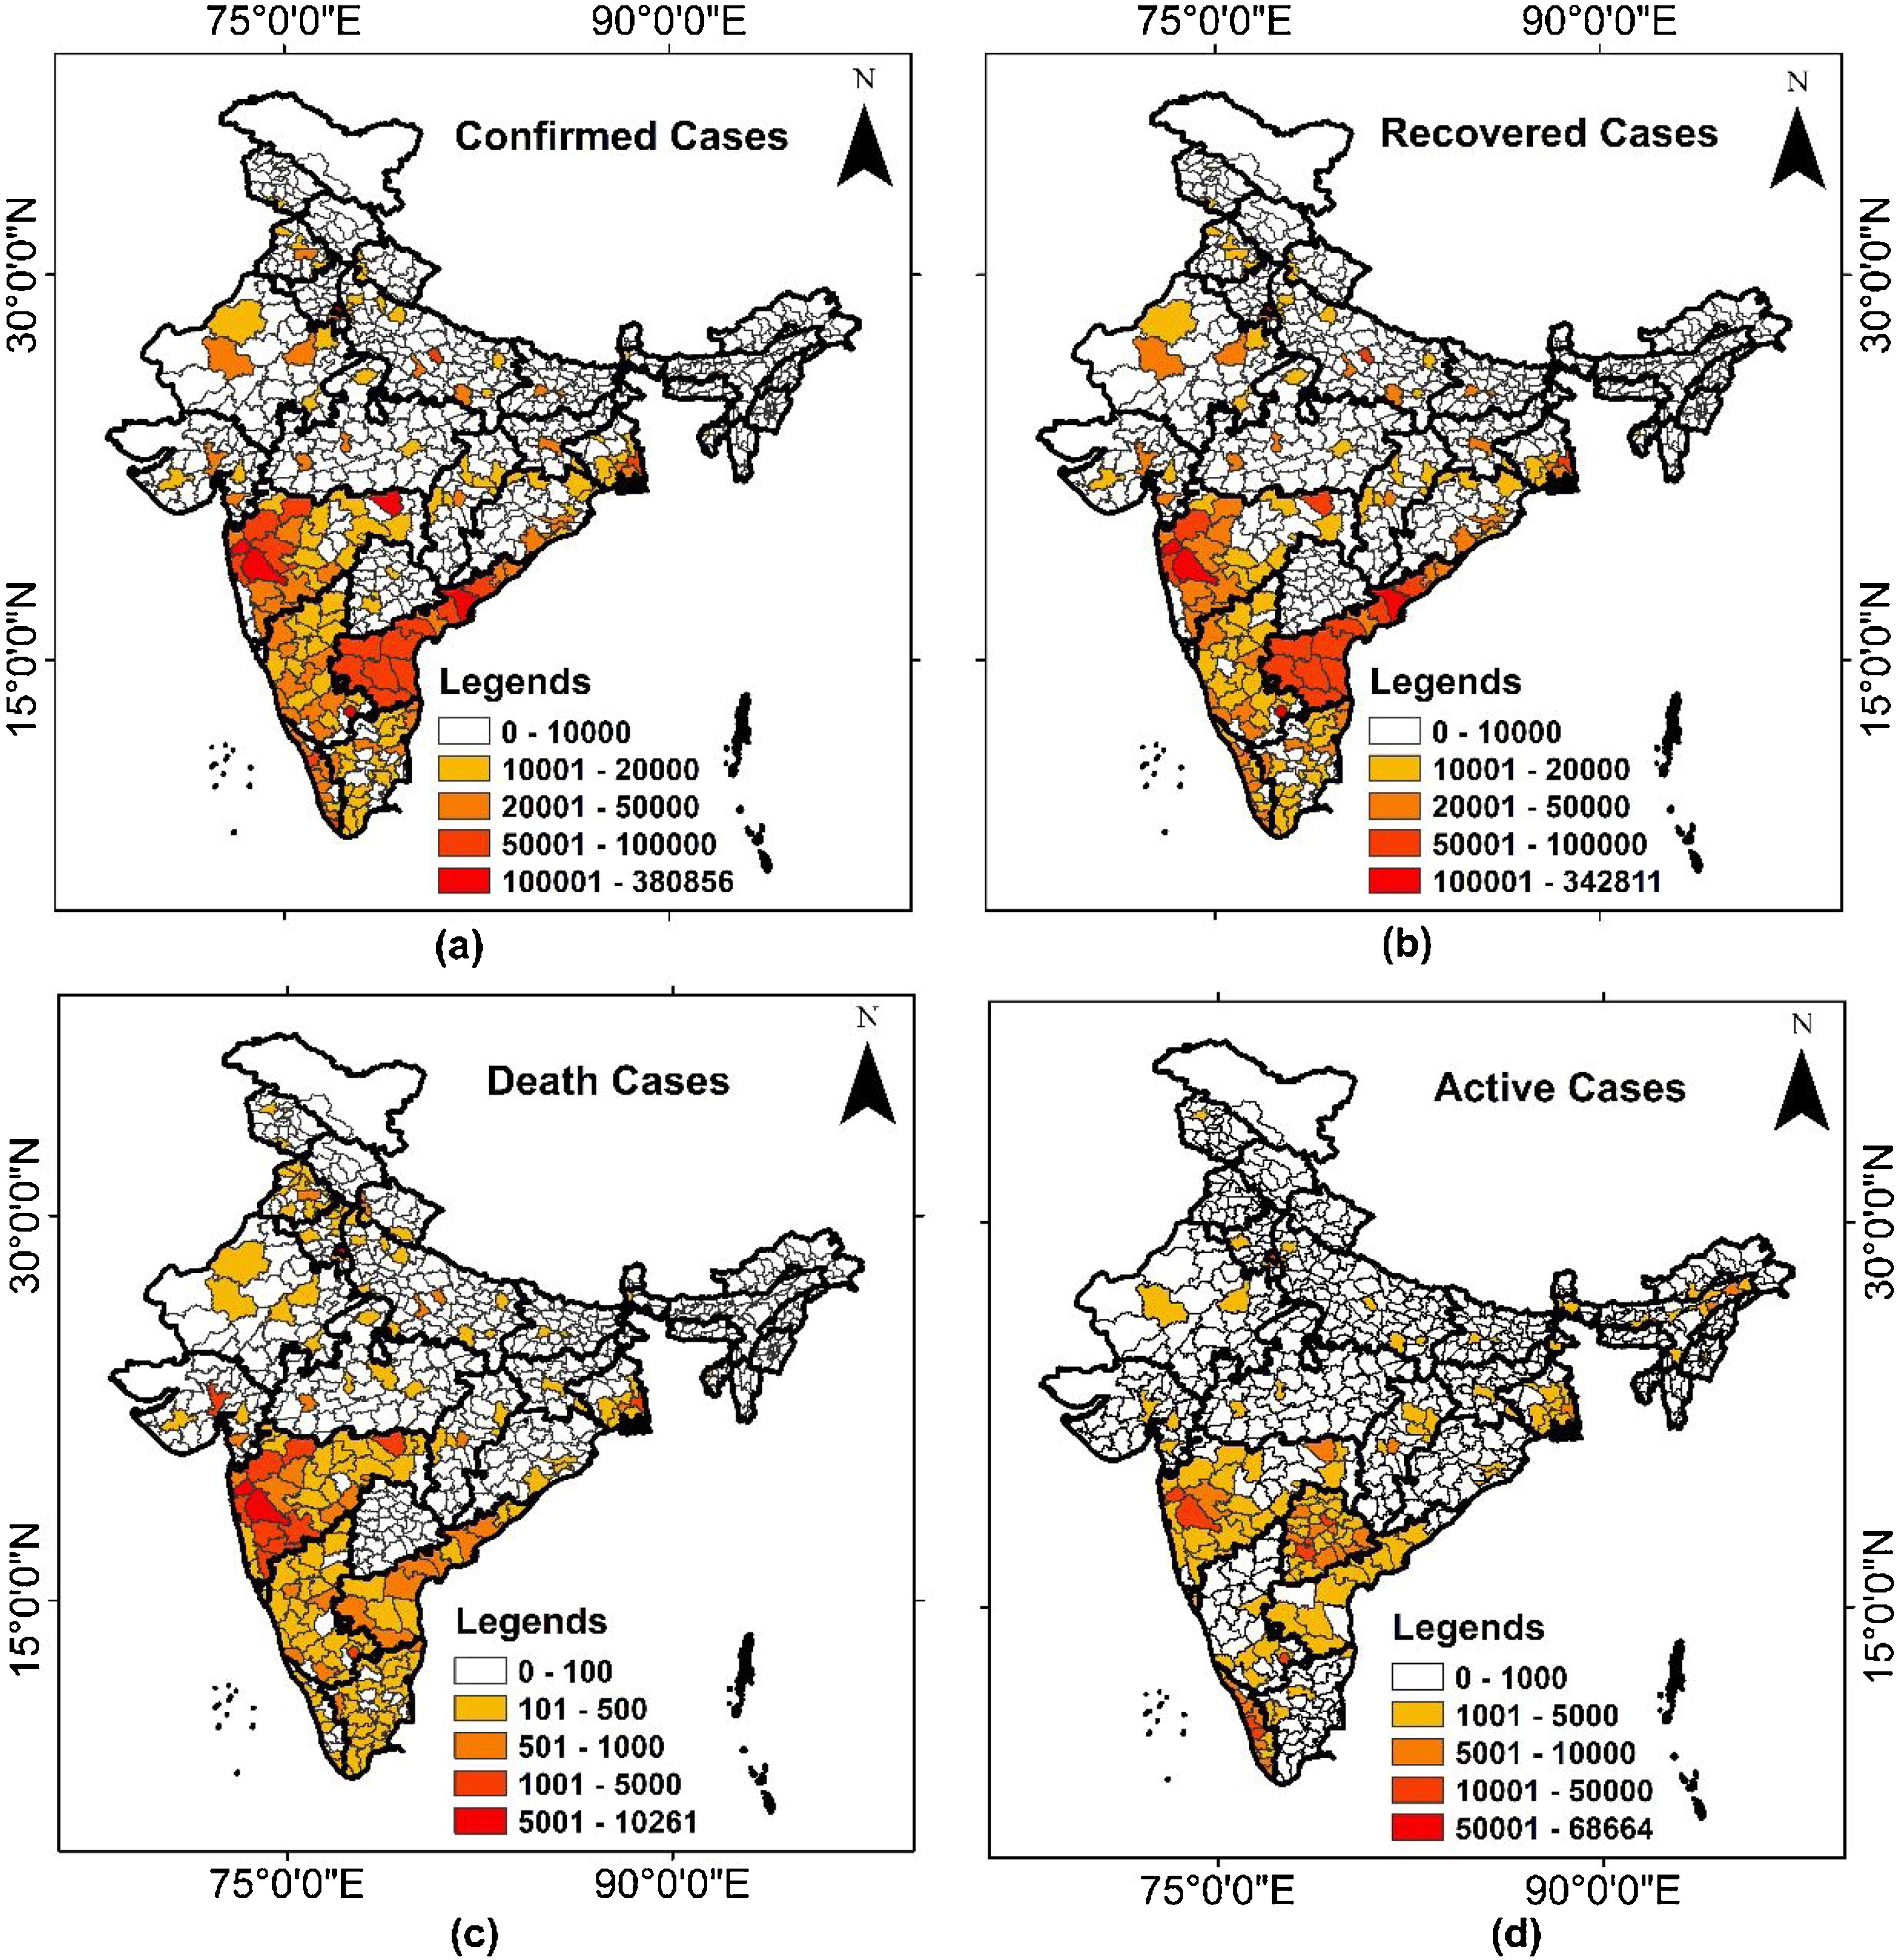 75°0'0"E 90°0'0"E 75°0'0"E 90°0'0"E
N N
Confirmed Cases Recovered Cases
30°0'0"N 30°0'0"N
15°0'0"N 15°0'0"N
Legends
0 - 10000
10001 - 20000
20001 - 50000
50001 - 100000
100001 - 380856
Legends
0 - 10000
10001 - 20000
20001 - 50000
50001 - 100000
100001 - 342811
(a) (b)
N N
Death Cases Active Cases
30°0'0"N 30°0'0"N
15°0'0"N 15°0'0"N
Legends
0 - 100
101 - 500
501 - 1000
1001 - 5000
5001 - 10261
Legends
0 - 1000
1001 - 5000
5001 - 10000
10001 - 50000
50001 - 68664
75°0'0"E 90°0'0"E 75°0'0"E 90°0'0"E
(c) (d)